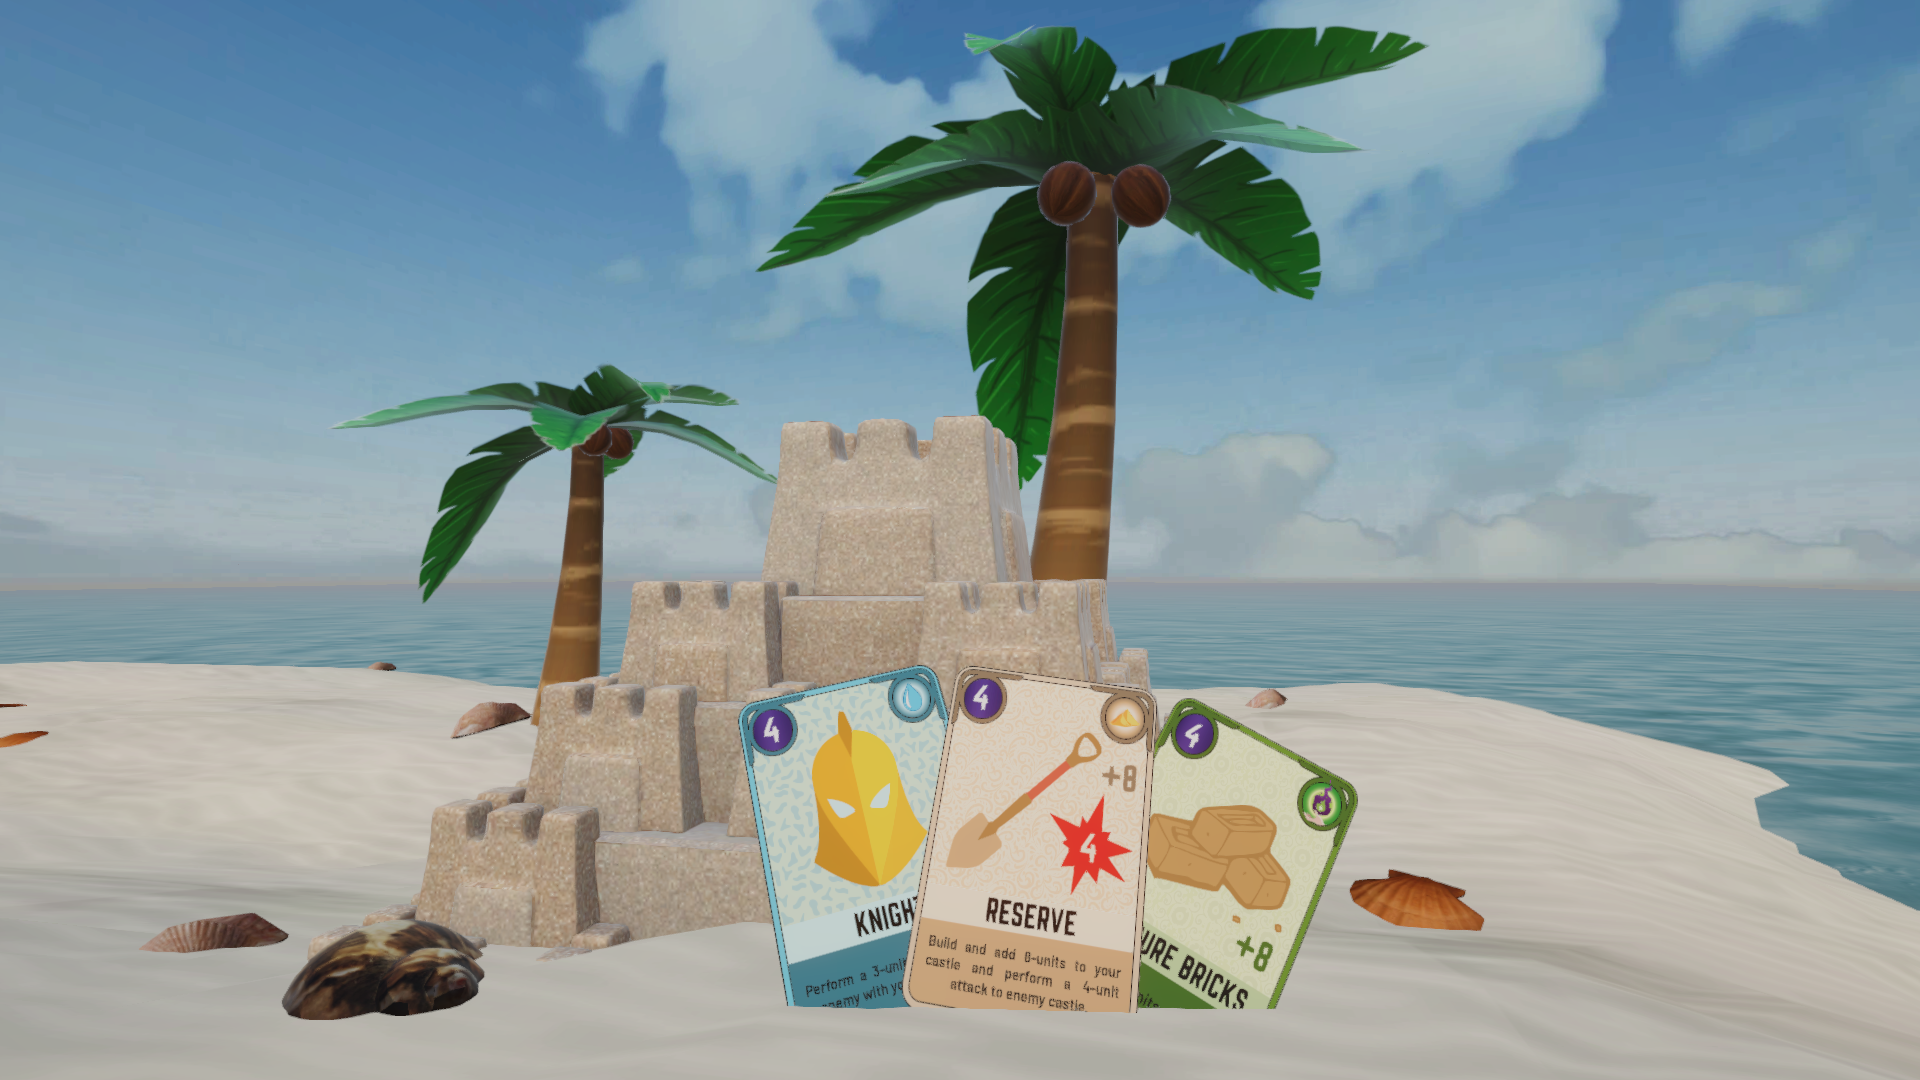 4
KNIGH
Perform a 3-unit
enemy with yo
4
+8
4
RESERVE
Build and add 8-units to your
castle and perform a 4-unit
attack to enemy castle.
4
+8
URE BRICKS